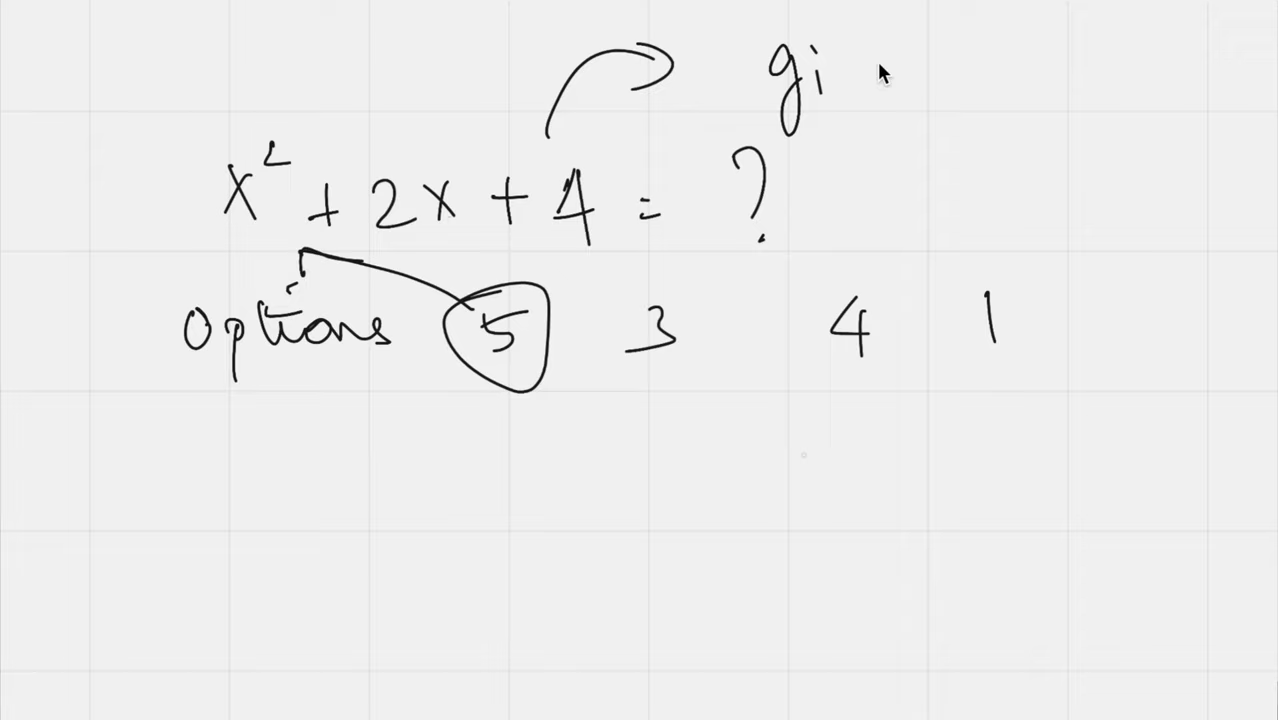 gi
x² + 2x + 4 = ?
options 5 3 4 1